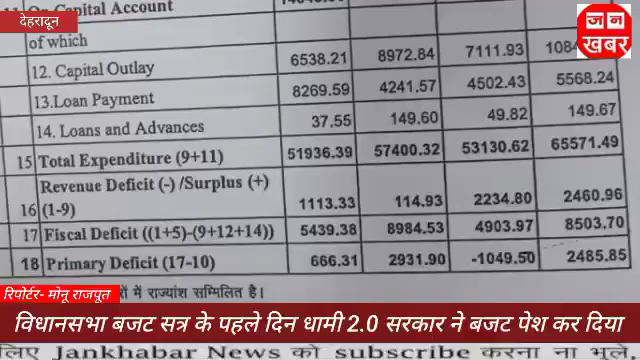 देहरादून
जन
खबर
On Capital Account
of which
12. Capital Outlay 6538.21 8972.84 7111.93
13.Loan Payment 8269.59 4241.57 4502.43 5568.24
14. Loans and Advances 37.55 149.60 49.82 149.67
15 Total Expenditure (9+11) 51936.39 57400.32 53130.62 65571.49
Revenue Deficit (-) /Surplus (+)
16 (1-9) 1113.33 114.93 2234.80 2460.96
17 Fiscal Deficit ((1+5)-(9+12+14)) 5439.38 8984.53 4903.97 8503.70
18 Primary Deficit (17-10) 666.31 2931.90 -1049.50 2485.85
रिपोर्टर- मोनू राजपूत
में राज्यांश सम्मिलित है।
विधानसभा बजट सत्र के पहले दिन धामी 2.0 सरकार ने बजट पेश कर दिया
लिए Jankhabar News को subscribe करना ना भूले